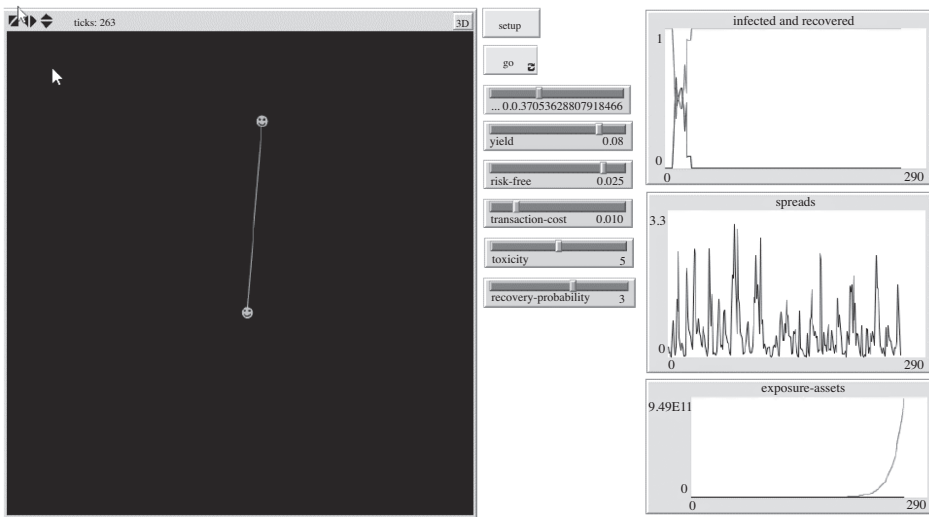 ticks: 263
3D
setup
go
... 0.0.37053628807918466
yield 0.08
risk-free 0.025
transaction-cost 0.010
toxicity 5
recovery-probability 3
infected and recovered
1
0
0 290
spreads
3.3
0
0 290
exposure-assets
9.49E11
0
0 290